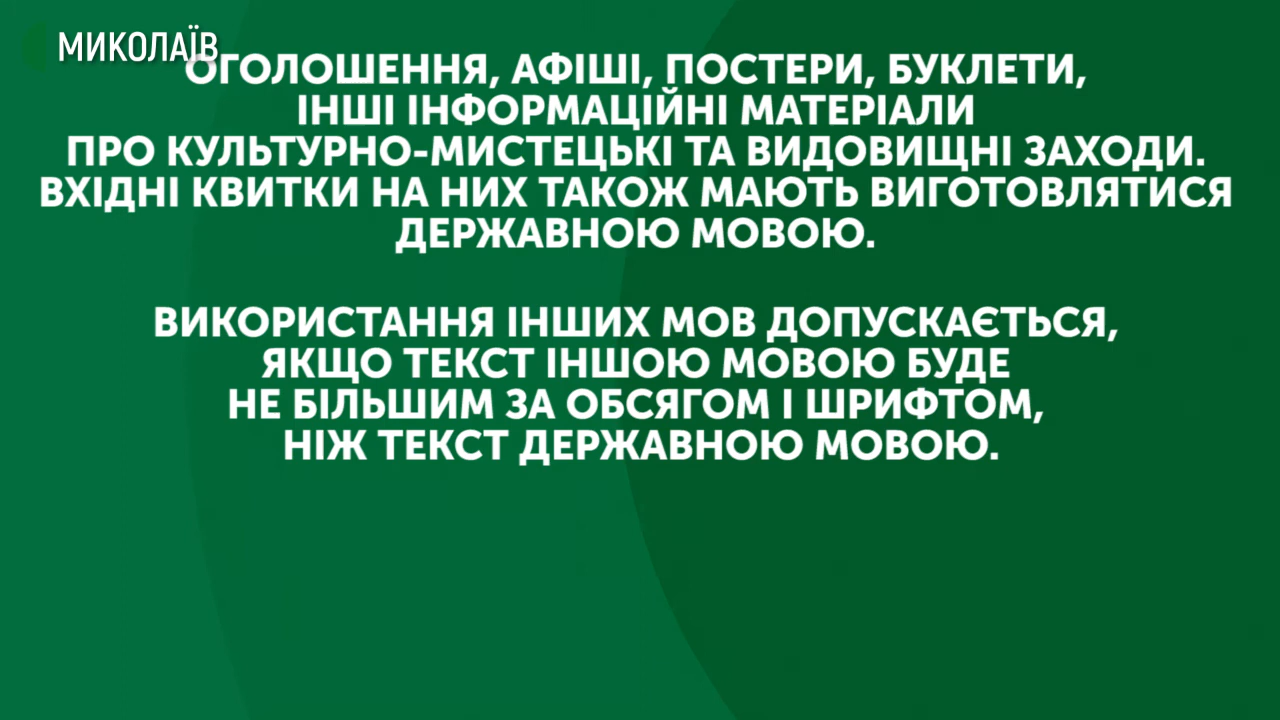 МИКОЛАЇВ
ОГОЛОШЕННЯ, АФІШІ, ПОСТЕРИ, БУКЛЕТИ,
ІНШІ ІНФОРМАЦІЙНІ МАТЕРІАЛИ
ПРО КУЛЬТУРНО-МИСТЕЦЬКІ ТА ВИДОВИЩНІ ЗАХОДИ.
ВХІДНІ КВИТКИ НА НИХ ТАКОЖ МАЮТЬ ВИГОТОВЛЯТИСЯ
ДЕРЖАВНОЮ МОВОЮ.
ВИКОРИСТАННЯ ІНШИХ МОВ ДОПУСКАЄТЬСЯ,
ЯКЩО ТЕКСТ ІНШОЮ МОВОЮ БУДЕ
НЕ БІЛЬШИМ ЗА ОБСЯГОМ І ШРИФТОМ,
НІЖ ТЕКСТ ДЕРЖАВНОЮ МОВОЮ.